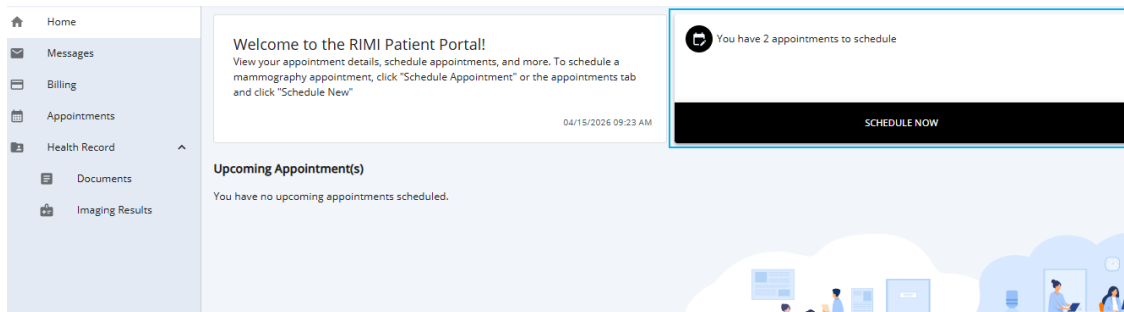 Home
Messages
Billing
Appointments
Health Record
Documents
Imaging Results
Welcome to the RIMI Patient Portal!
View your appointment details, schedule appointments, and more. To schedule a
mammography appointment, click "Schedule Appointment" or the appointments tab
and click "Schedule New"
04/15/2026 09:23 AM
You have 2 appointments to schedule
SCHEDULE NOW
Upcoming Appointment(s)
You have no upcoming appointments scheduled.